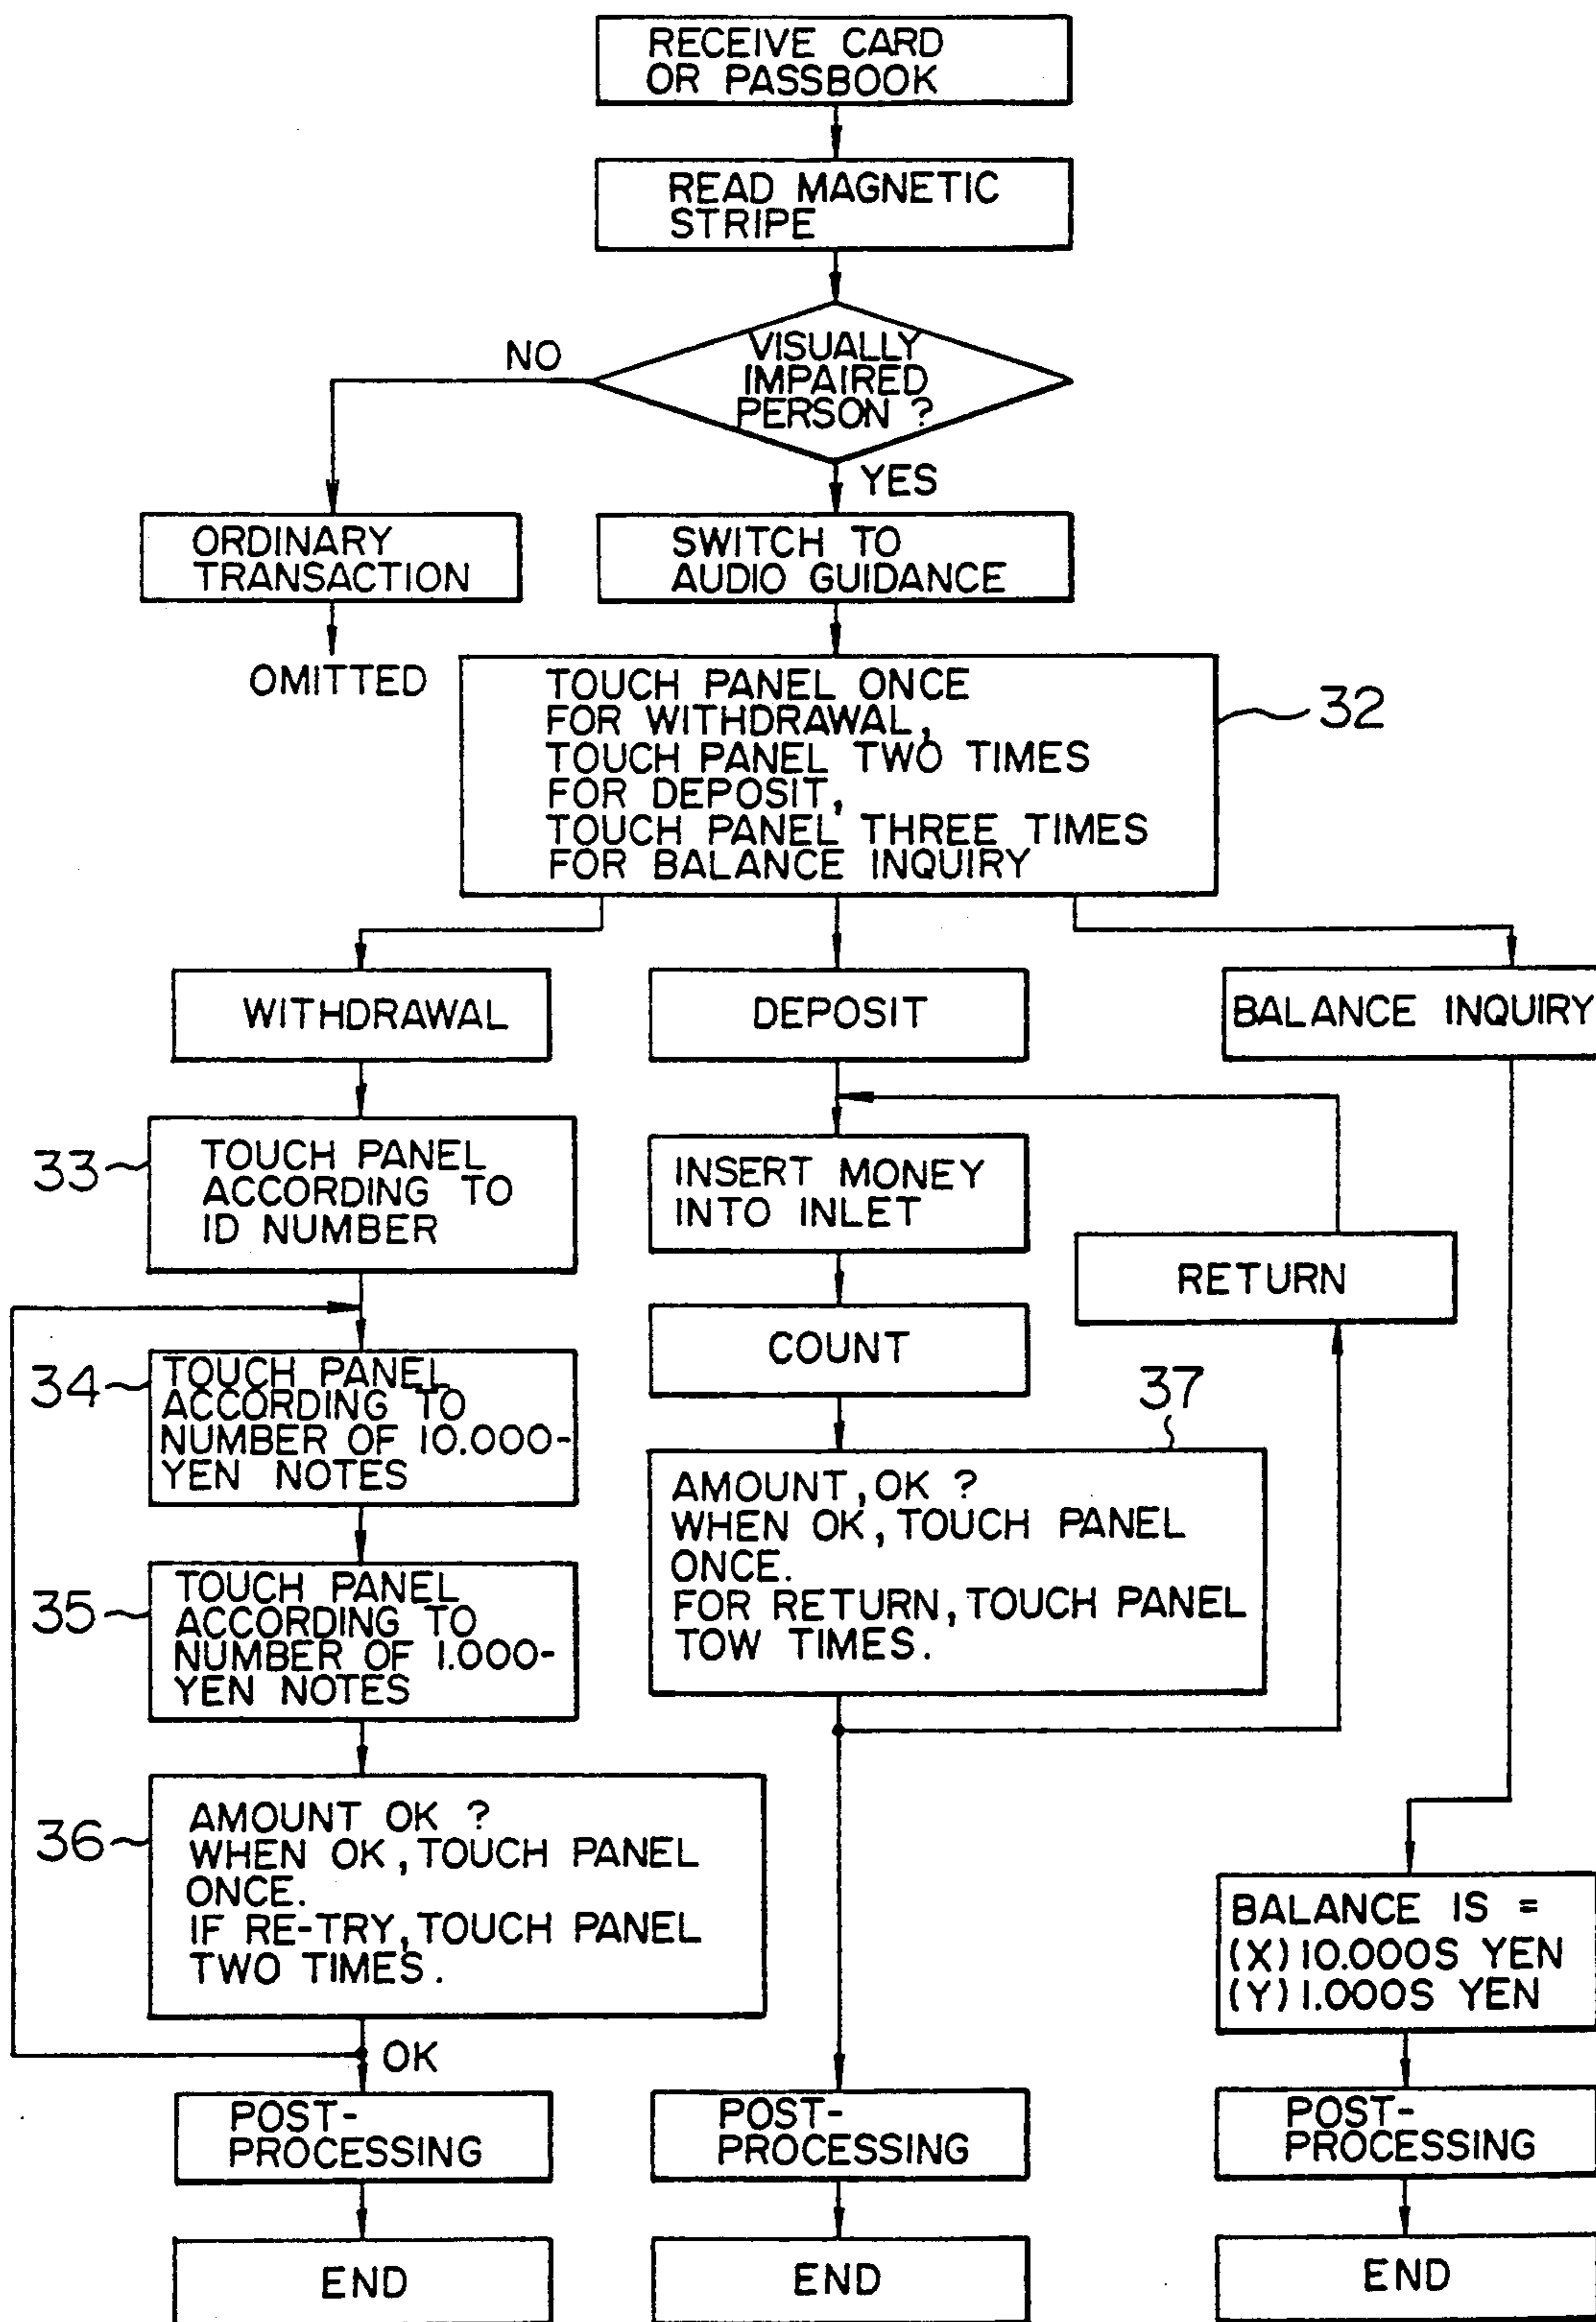 RECEIVE CARD
OR PASSBOOK
READ MAGNETIC
STRIPE
VISUALLY
IMPAIRED
PERSON ?
NO
YES
ORDINARY
TRANSACTION
SWITCH TO
AUDIO GUIDANCE
OMITTED
TOUCH PANEL ONCE
FOR WITHDRAWAL,
TOUCH PANEL TWO TIMES
FOR DEPOSIT,
TOUCH PANEL THREE TIMES
FOR BALANCE INQUIRY
32
WITHDRAWAL
DEPOSIT
BALANCE INQUIRY
33
TOUCH PANEL
ACCORDING TO
ID NUMBER
INSERT MONEY
INTO INLET
RETURN
COUNT
34
TOUCH PANEL
ACCORDING TO
NUMBER OF 10.000-
YEN NOTES
37
AMOUNT, OK ?
WHEN OK, TOUCH PANEL
ONCE.
FOR RETURN, TOUCH PANEL
TOW TIMES.
35
TOUCH PANEL
ACCORDING TO
NUMBER OF 1.000-
YEN NOTES
36
AMOUNT OK ?
WHEN OK, TOUCH PANEL
ONCE.
IF RE-TRY, TOUCH PANEL
TWO TIMES.
BALANCE IS =
(X) 10.000S YEN
(Y) 1.000S YEN
OK
POST-
PROCESSING
POST-
PROCESSING
POST-
PROCESSING
END
END
END